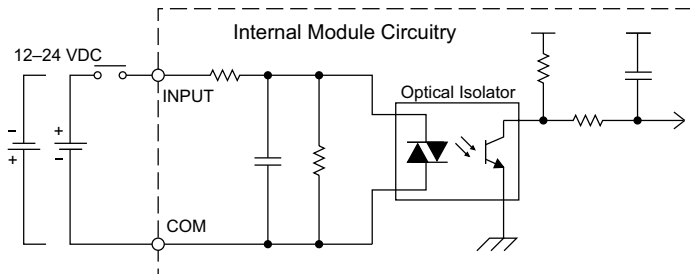 Internal Module Circuitry
12–24 VDC
INPUT
Optical Isolator
–
+
+
–
COM